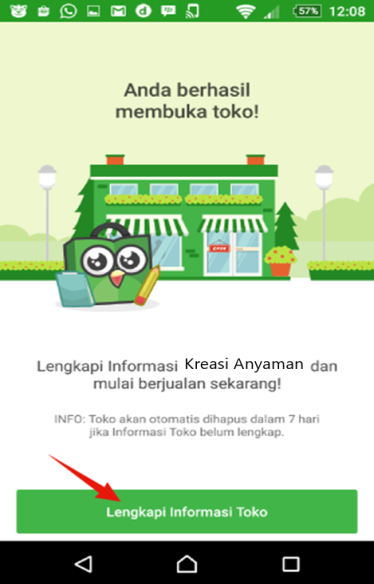 57% 12:08
Anda berhasil
membuka toko!
OPEN
Lengkapi Informasi Kreasi Anyaman dan
mulai berjualan sekarang!
INFO: Toko akan otomatis dihapus dalam 7 hari
jika Informasi Toko belum lengkap.
Lengkapi Informasi Toko